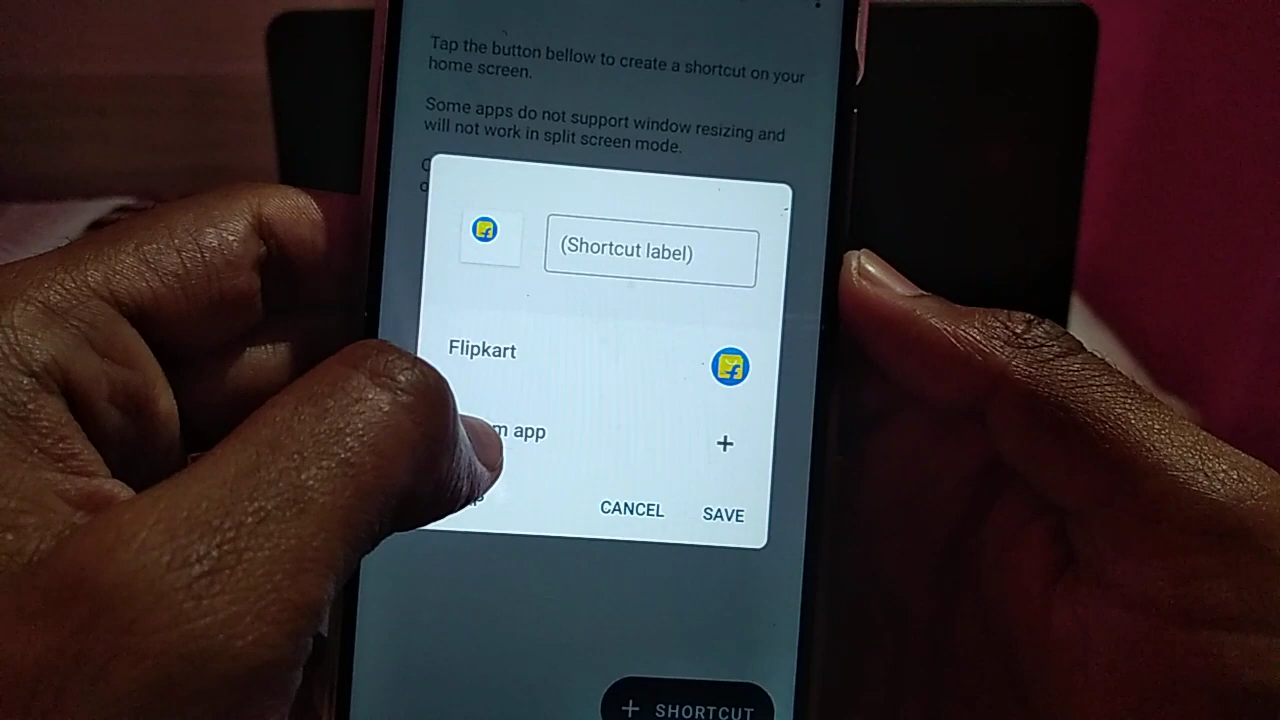 Tap the button bellow to create a shortcut on your
home screen.
Some apps do not support window resizing and
will not work in split screen mode.
(Shortcut label)
Flipkart
app
+
CANCEL SAVE
+ SHORTCUT